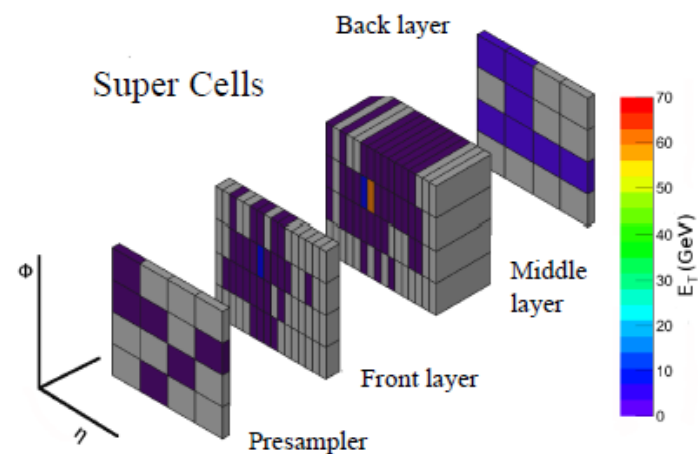 Back layer
Super Cells
70
60
50
40
30
20
10
0
E_T (GeV)
Φ
Middle
layer
Front layer
η
Presampler